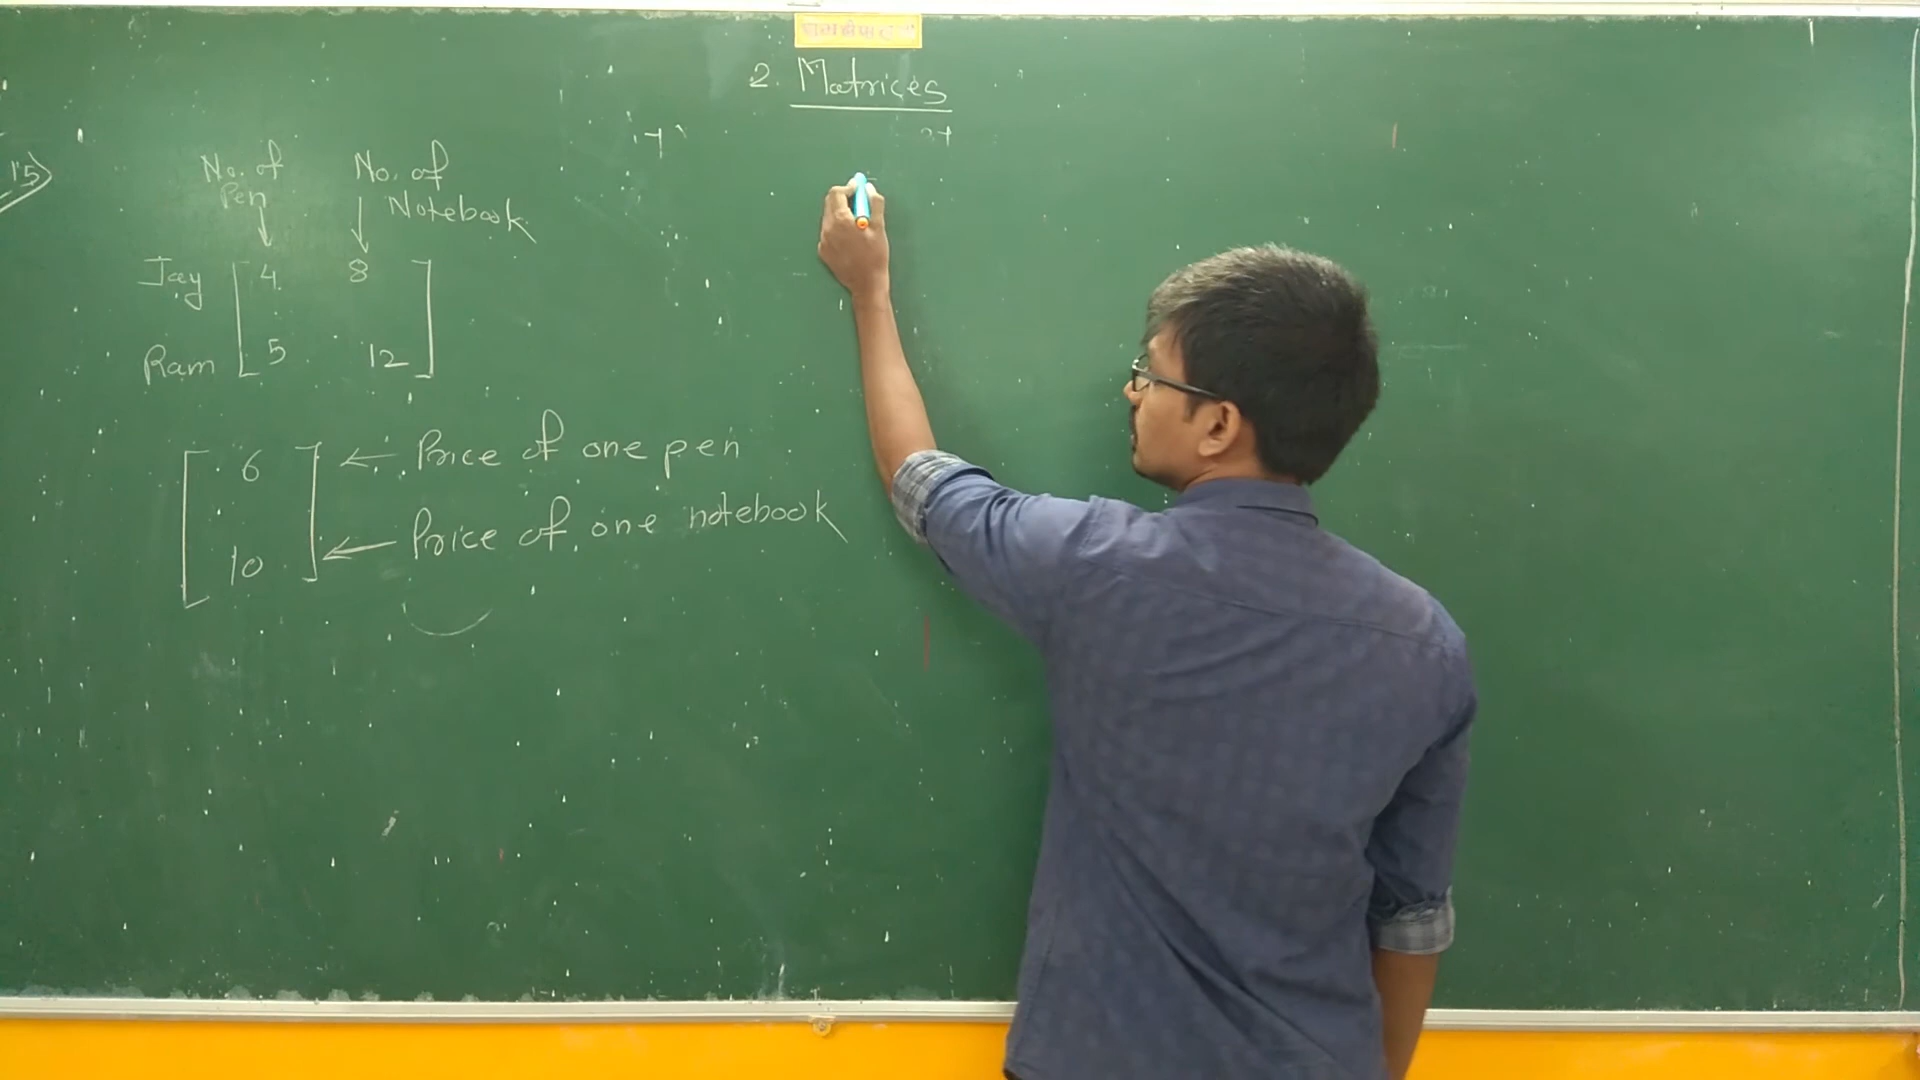 2. Matrices
15)
No. of Pen
No. of Notebook
Jay [ 4 8 ]
Ram [ 5 12 ]
[ 6 ] ← Price of one pen
[ 10 ] ← Price of one notebook